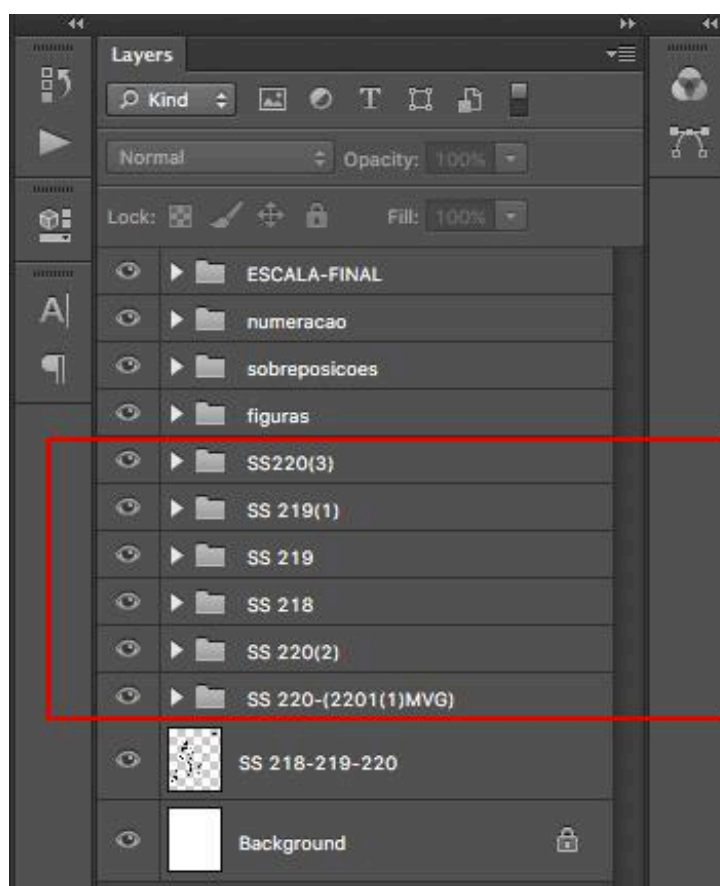 Layers
Kind
Normal Opacity: 100%
Lock: Fill: 100%
ESCALA-FINAL
numeracao
sobreposicoes
figuras
SS220(3)
SS 219(1)
SS 219
SS 218
SS 220(2)
SS 220-(2201(1)MVG)
SS 218-219-220
Background